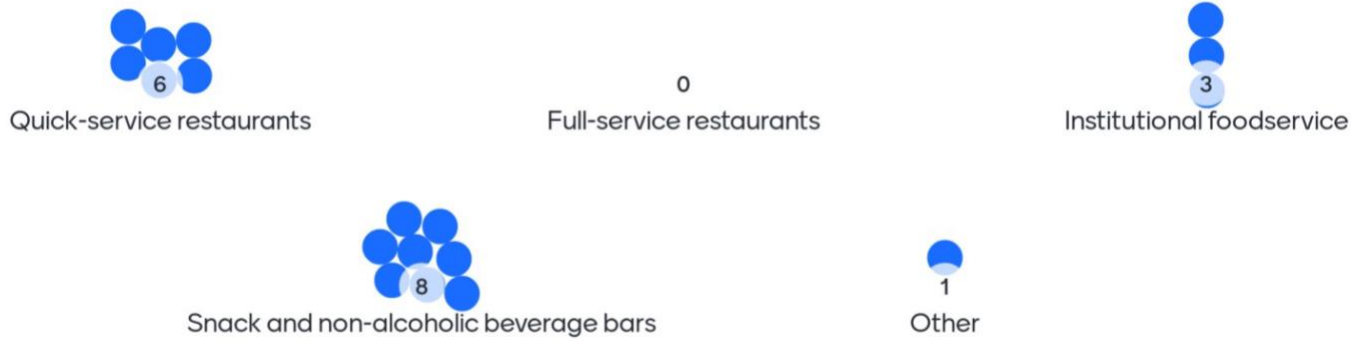 6
0
3
Quick-service restaurants
Full-service restaurants
Institutional foodservice
8
1
Snack and non-alcoholic beverage bars
Other